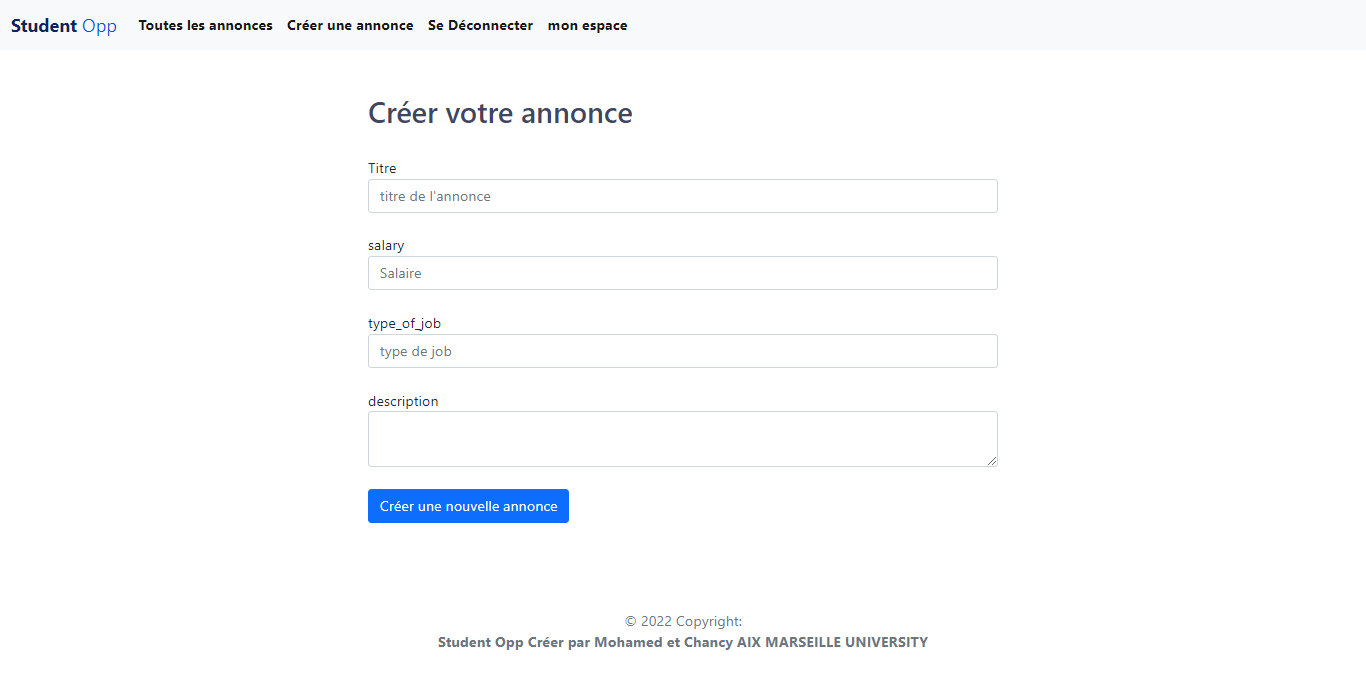 Student Opp Toutes les annonces Créer une annonce Se Déconnecter mon espace
Créer votre annonce
Titre
titre de l'annonce
salary
Salaire
type_of_job
type de job
description
Créer une nouvelle annonce
© 2022 Copyright:
Student Opp Créer par Mohamed et Chancy AIX MARSEILLE UNIVERSITY